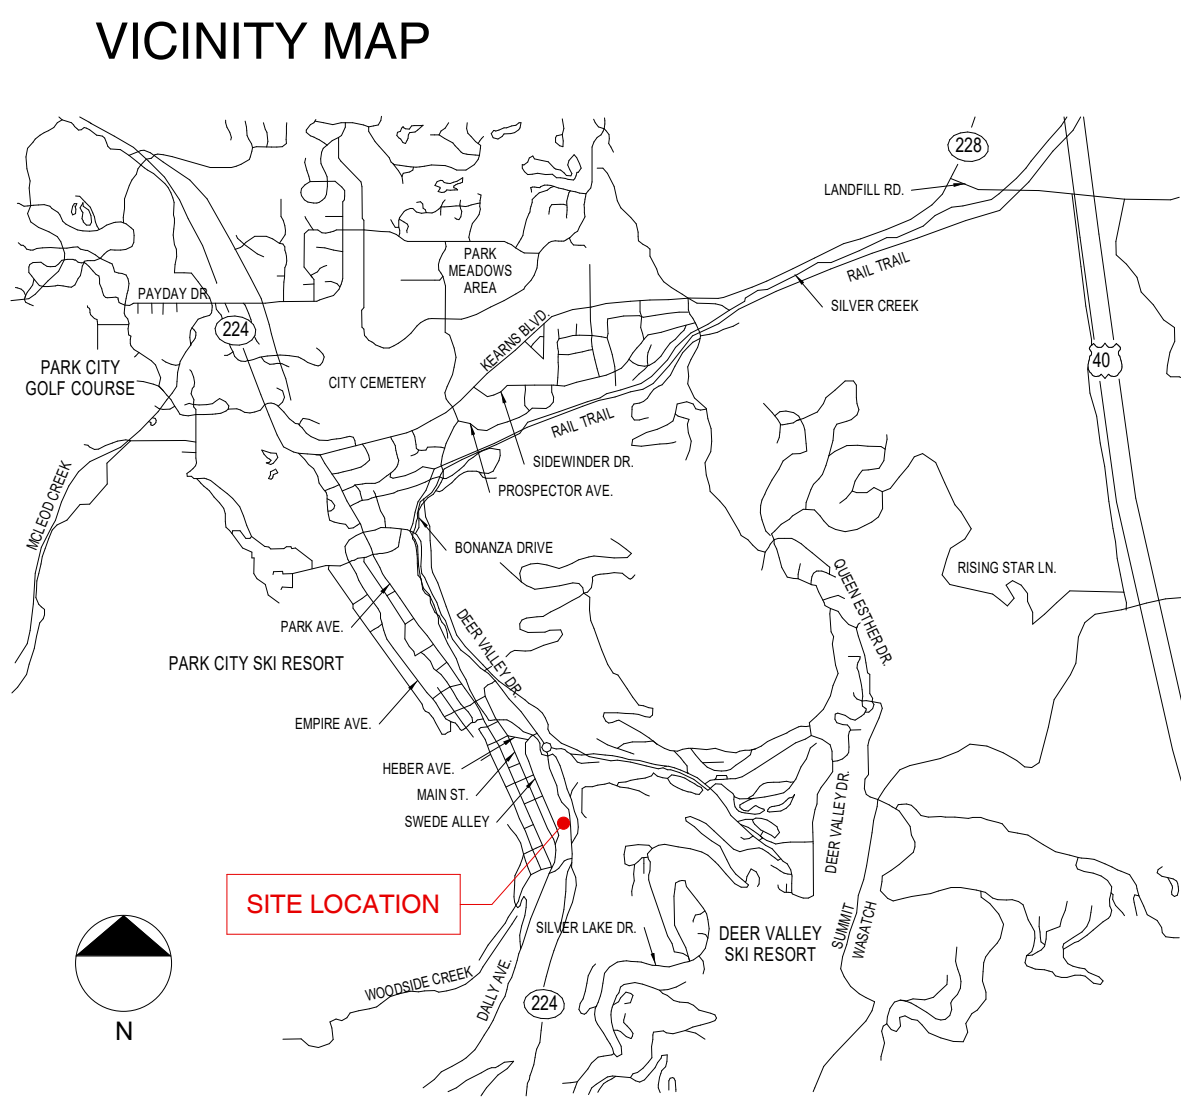 VICINITY MAP
228
LANDFILL RD.
PARK
MEADOWS
AREA
RAIL TRAIL
SILVER CREEK
PAYDAY DR.
224
KEARNS BLVD.
40
PARK CITY
GOLF COURSE
CITY CEMETERY
RAIL TRAIL
SIDEWINDER DR.
PROSPECTOR AVE.
MCLEOD CREEK
BONANZA DRIVE
RISING STAR LN.
QUEEN ESTHER DR.
PARK AVE.
DEER VALLEY DR.
PARK CITY SKI RESORT
EMPIRE AVE.
HEBER AVE.
MAIN ST.
SWEDE ALLEY
DEER VALLEY DR.
SITE LOCATION
SILVER LAKE DR.
DEER VALLEY
SKI RESORT
SUMMIT
WASATCH
WOODSIDE CREEK
DALLY AVE.
224
N